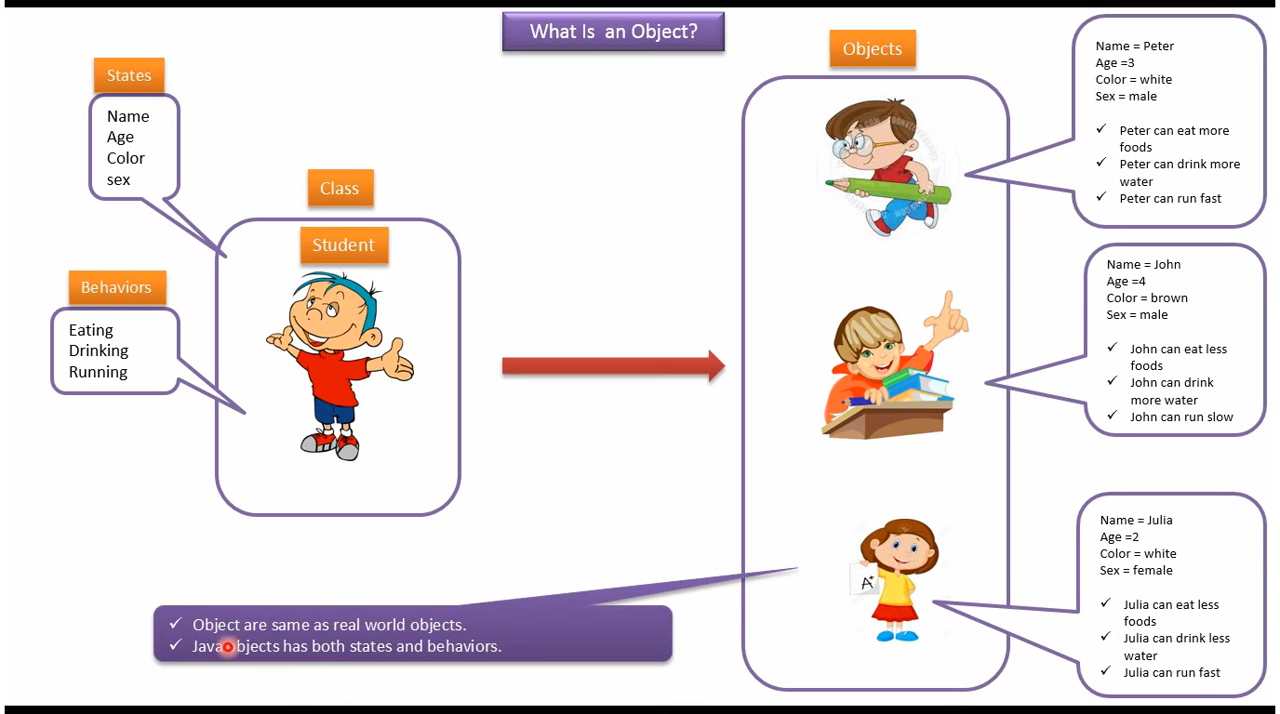 What Is an Object?
States
Name
Age
Color
sex
Behaviors
Eating
Drinking
Running
Class
Student
Objects
Name = Peter
Age =3
Color = white
Sex = male
✓ Peter can eat more
foods
✓ Peter can drink more
water
✓ Peter can run fast
Name = John
Age =4
Color = brown
Sex = male
✓ John can eat less
foods
✓ John can drink
more water
✓ John can run slow
Name = Julia
Age =2
Color = white
Sex = female
✓ Julia can eat less
foods
✓ Julia can drink less
water
✓ Julia can run fast
A+
✓ Object are same as real world objects.
✓ Java objects has both states and behaviors.